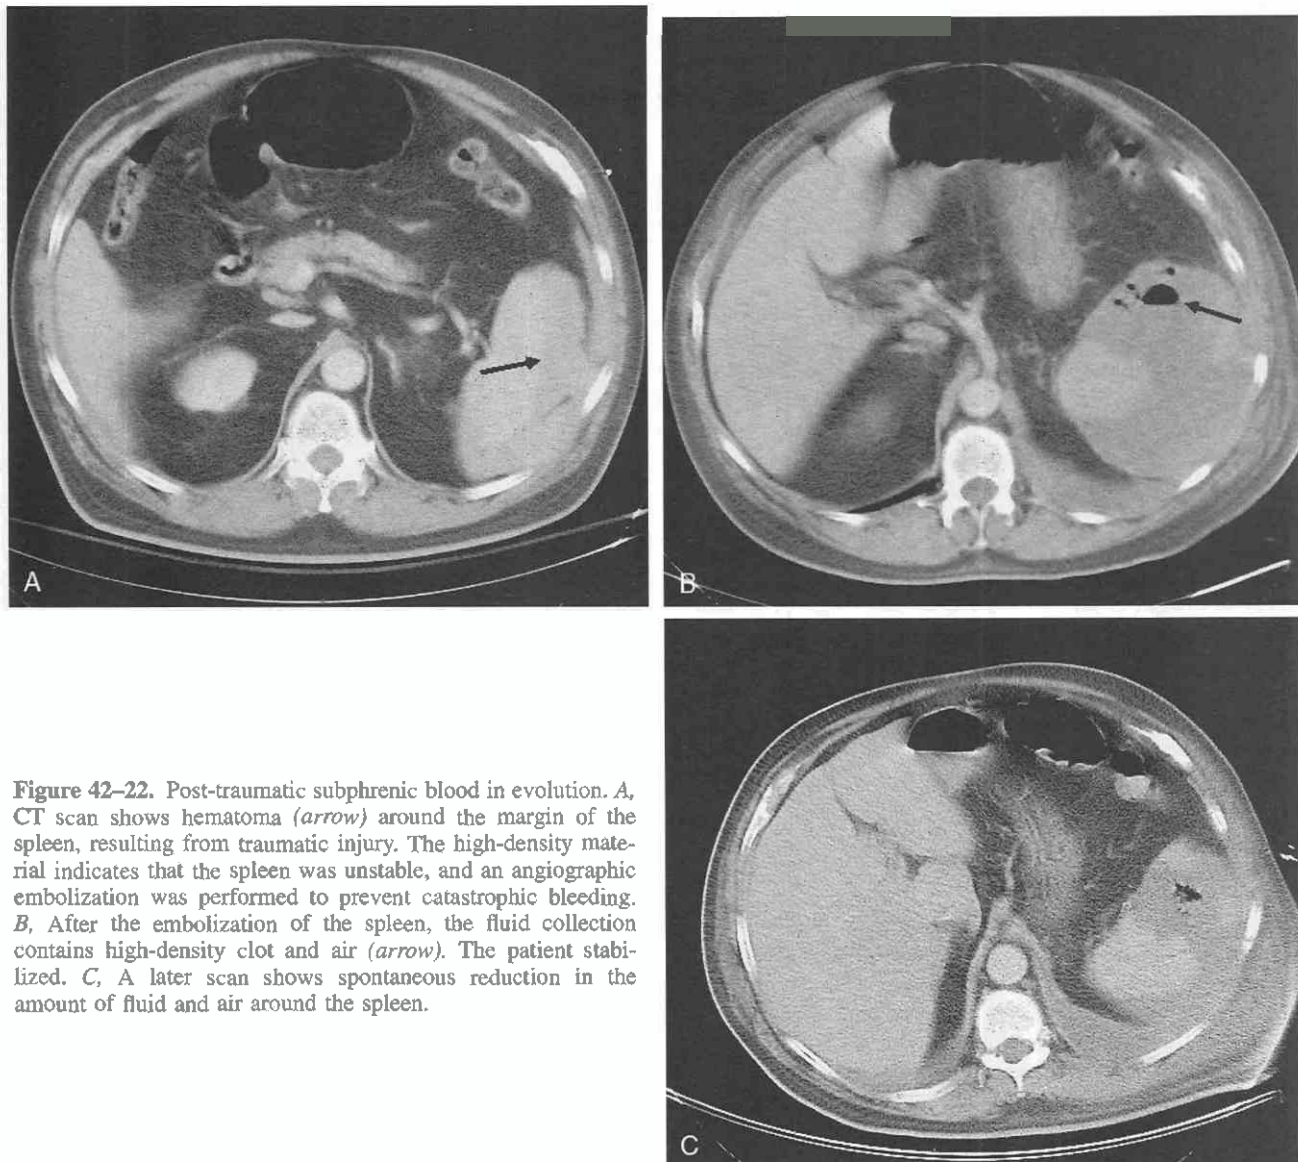 A
B
Figure 42–22. Post-traumatic subphrenic blood in evolution. A,
CT scan shows hematoma (arrow) around the margin of the
spleen, resulting from traumatic injury. The high-density mate-
rial indicates that the spleen was unstable, and an angiographic
embolization was performed to prevent catastrophic bleeding.
B, After the embolization of the spleen, the fluid collection
contains high-density clot and air (arrow). The patient stabi-
lized. C, A later scan shows spontaneous reduction in the
amount of fluid and air around the spleen.
C